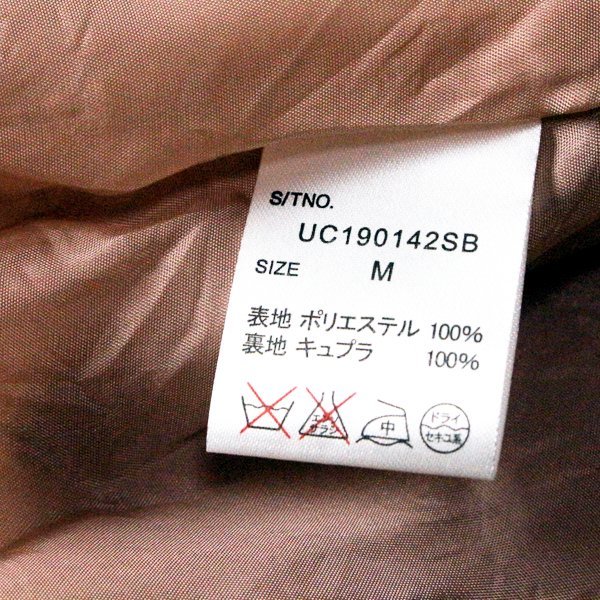 S/TNO.
UC190142SB
SIZE M
表地 ポリエステル 100%
裏地 キュプラ 100%
エンソ
サラシ
中
ドライ
セキユ系